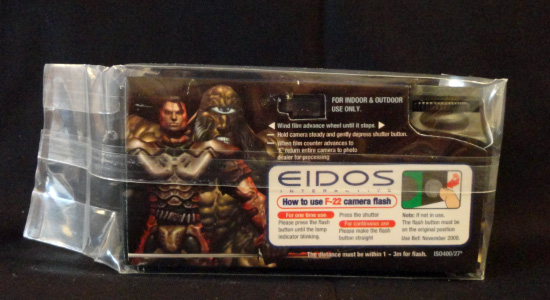 FOR INDOOR & OUTDOOR
USE ONLY.
Wind film advance wheel until it stops.
Hold camera steady and gently depress shutter button.
When film counter advances to
"E" return entire camera to photo
dealer for processing
EIDOS
INTERACTIVE
How to use F-22 camera flash
For one time use
Please press the flash
button until the lamp
indicator blinking.
Press the shutter
For continuous use
Please make the flash
button straight
Note: if not in use.
The flash button must be
on the original position
Use Bef: November 2000
The distance must be within 1 - 3m for flash. ISO400/27°